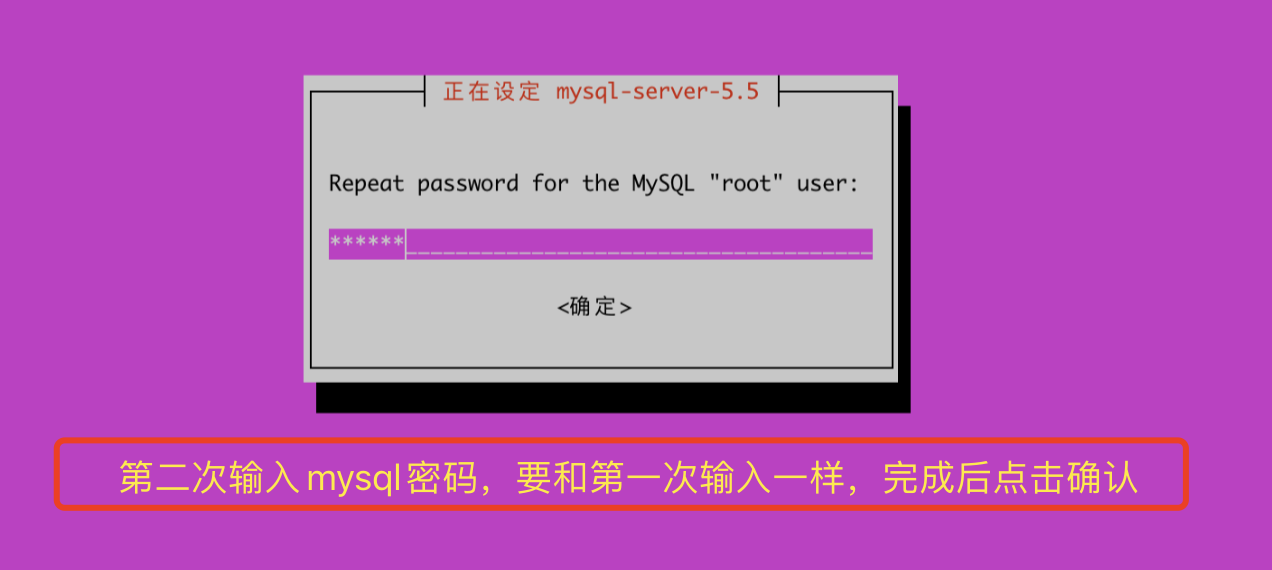 正在设定 mysql-server-5.5
Repeat password for the MySQL "root" user:
******_____________________________________
<确定>
第二次输入mysql密码，要和第一次输入一样，完成后点击确认